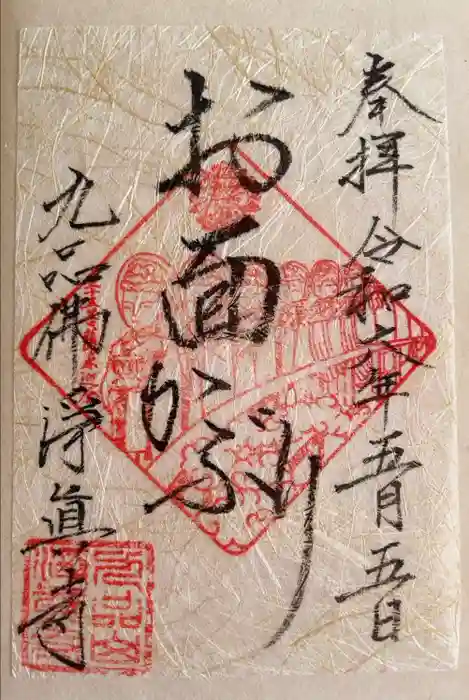 奉拝 令和六年五月五日
お面かぶり
九品佛 浄真寺